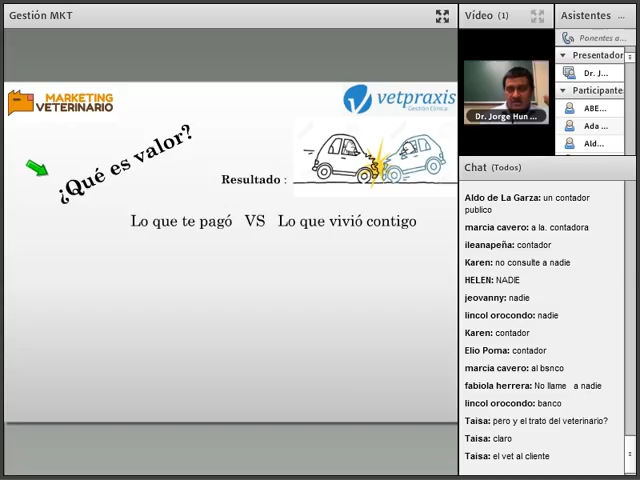 Gestión MKT
Vídeo (1)
Asistentes ...
MARKETING
VETERINARIO
vetpraxis
Gestión Clínica
¿Qué es valor?
Resultado :
Lo que te pagó VS Lo que vivió contigo
Dr. Jorge Hun ...
Ponentes a...
Presentador
Dr. J...
Participante
ABE...
Ada ...
Ald...
Chat (Todos)
Aldo de La Garza: un contador
publico
marcia cavero: a la. contadora
ileanapeña: contador
Karen: no consulte a nadie
HELEN: NADIE
jeovanny: nadie
lincol orocondo: nadie
Karen: contador
Elio Poma: contador
marcia cavero: al bsnco
fabiola herrera: No llame a nadie
lincol orocondo: banco
Taisa: pero y el trato del veterinario?
Taisa: claro
Taisa: el vet al cliente